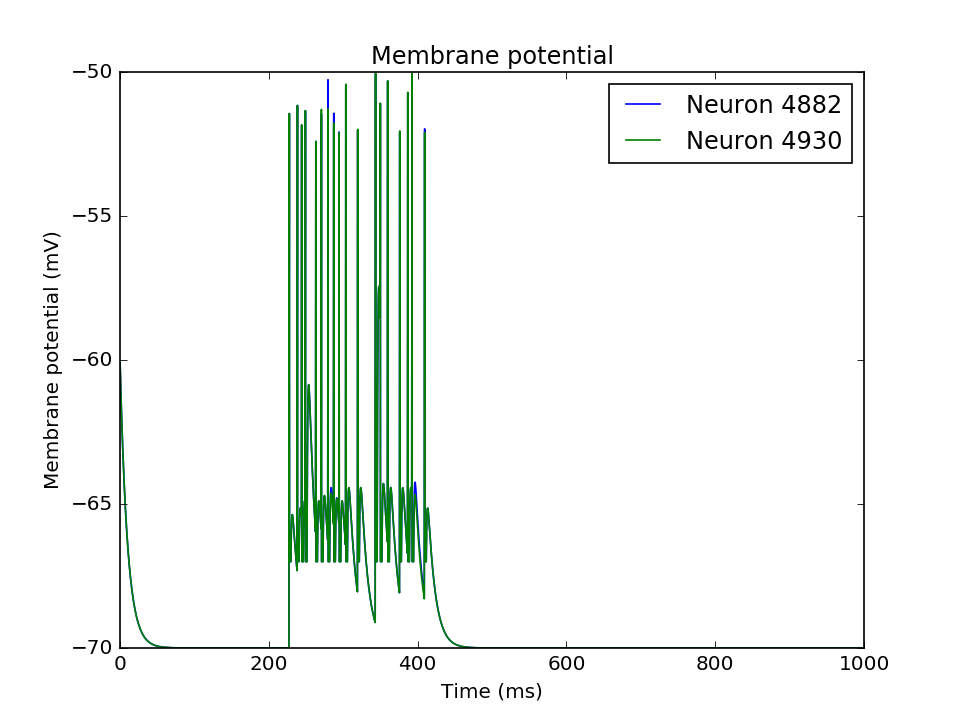 Membrane potential
Neuron 4882
Neuron 4930
−50
−55
−60
−65
−70
Membrane potential (mV)
0
200
400
600
800
1000
Time (ms)